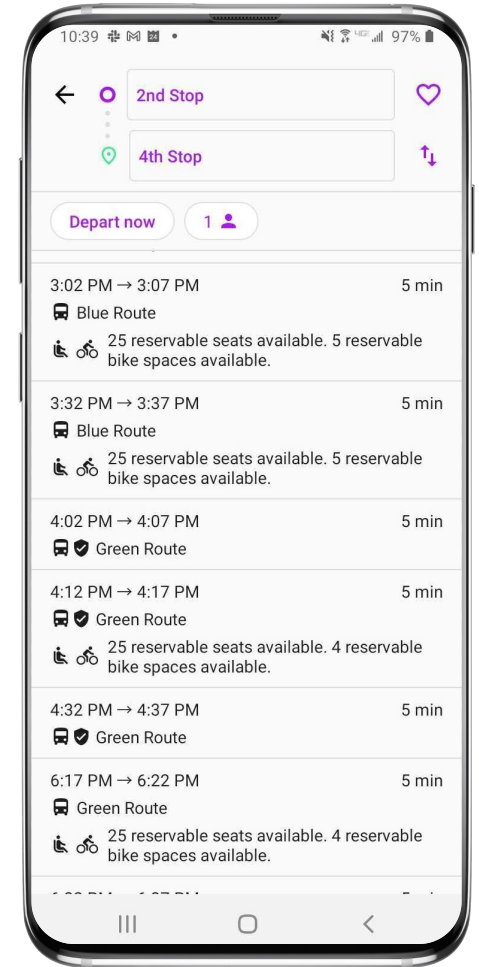 10:39 97%
2nd Stop
4th Stop
Depart now 1
3:02 PM → 3:07 PM 5 min
Blue Route
25 reservable seats available. 5 reservable
bike spaces available.
3:32 PM → 3:37 PM 5 min
Blue Route
25 reservable seats available. 5 reservable
bike spaces available.
4:02 PM → 4:07 PM 5 min
Green Route
4:12 PM → 4:17 PM 5 min
Green Route
25 reservable seats available. 4 reservable
bike spaces available.
4:32 PM → 4:37 PM 5 min
Green Route
6:17 PM → 6:22 PM 5 min
Green Route
25 reservable seats available. 4 reservable
bike spaces available.